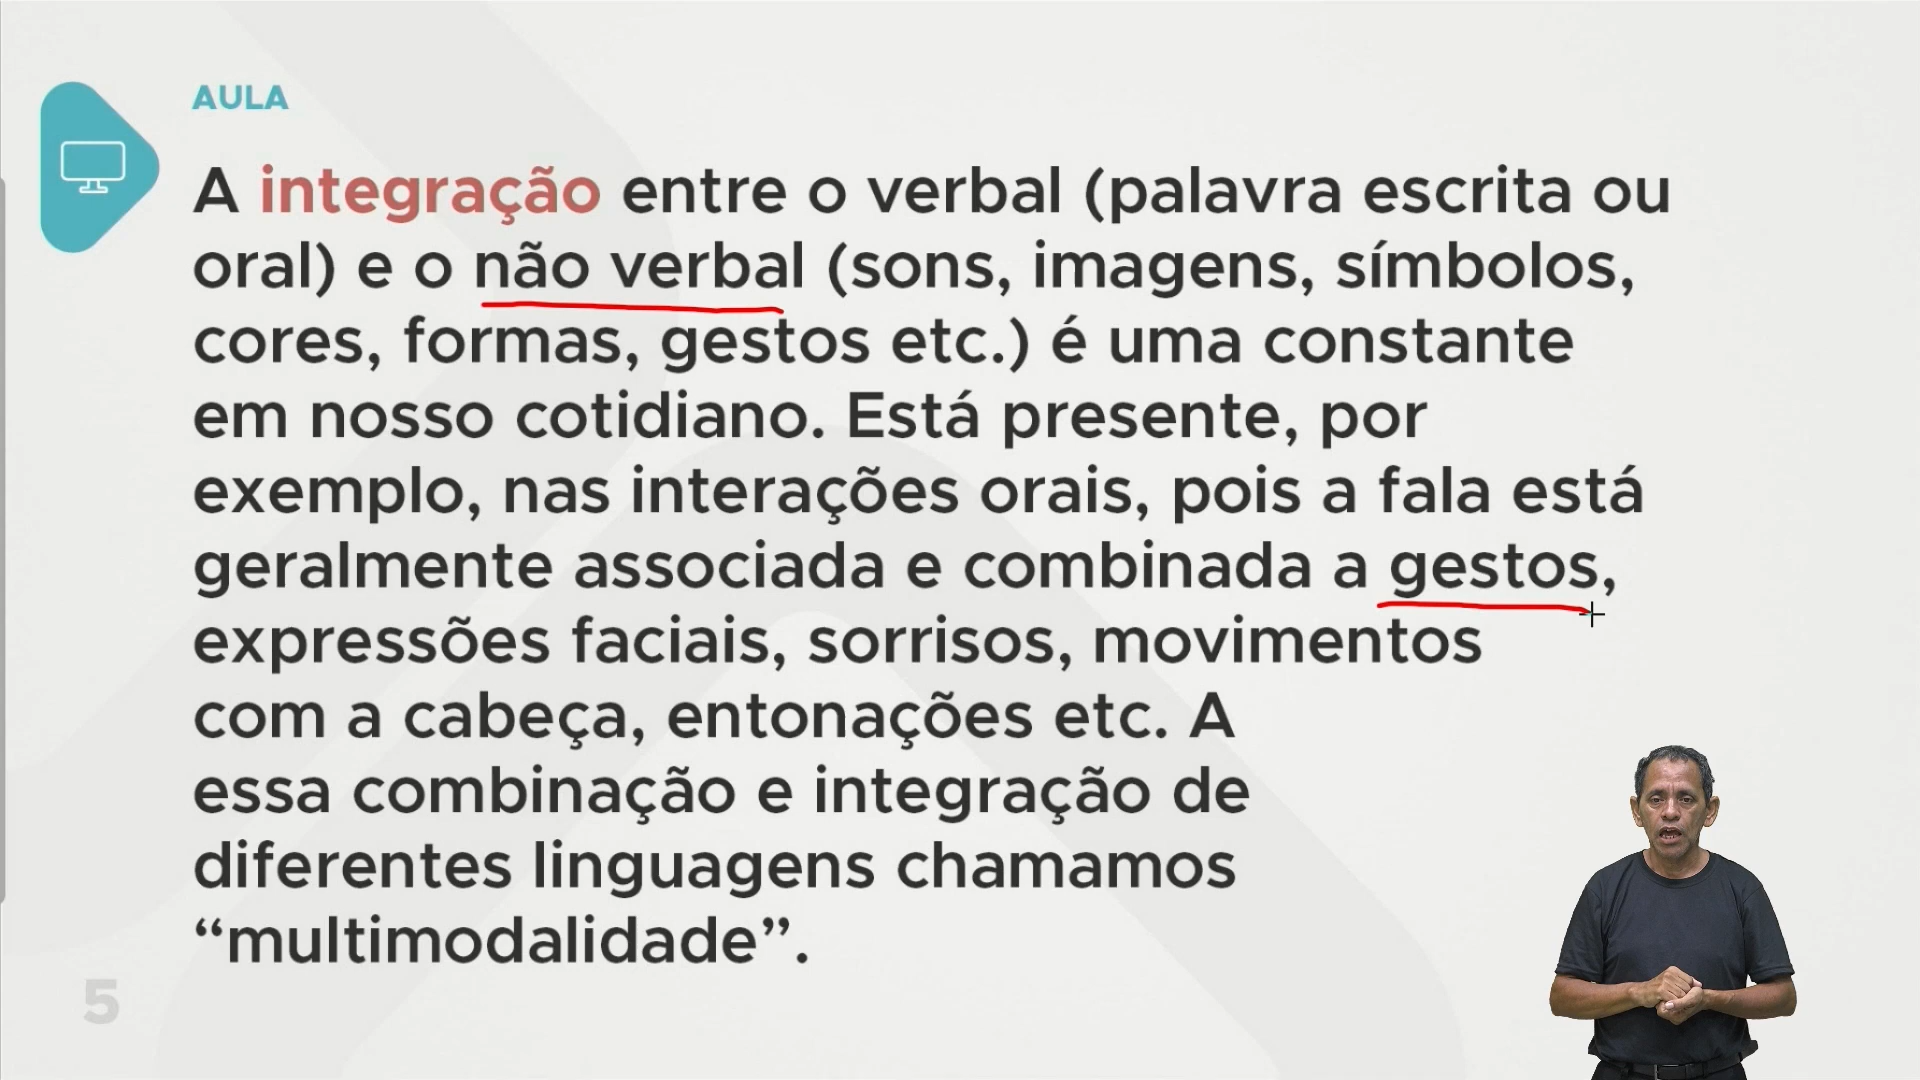 AULA
A integração entre o verbal (palavra escrita ou
oral) e o não verbal (sons, imagens, símbolos,
cores, formas, gestos etc.) é uma constante
em nosso cotidiano. Está presente, por
exemplo, nas interações orais, pois a fala está
geralmente associada e combinada a gestos,
expressões faciais, sorrisos, movimentos
com a cabeça, entonações etc. A
essa combinação e integração de
diferentes linguagens chamamos
“multimodalidade”.
5